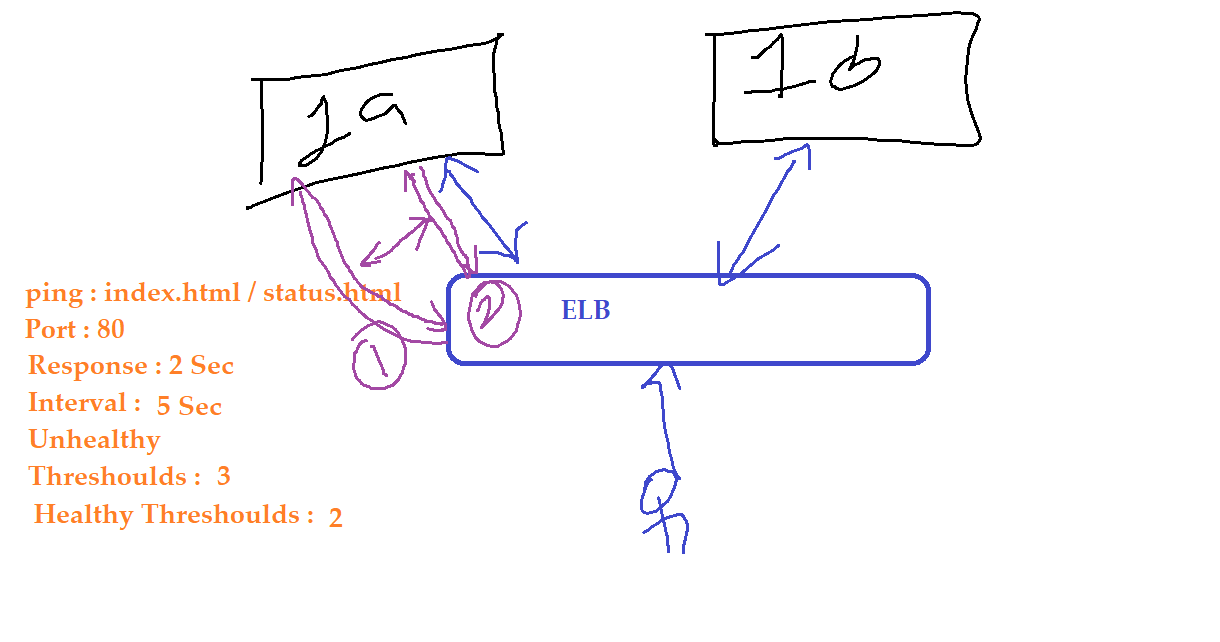 1a
1b
ELB
2
1
ping : index.html / status.html
Port : 80
Response : 2 Sec
Interval : 5 Sec
Unhealthy
Threshoulds : 3
Healthy Threshoulds : 2